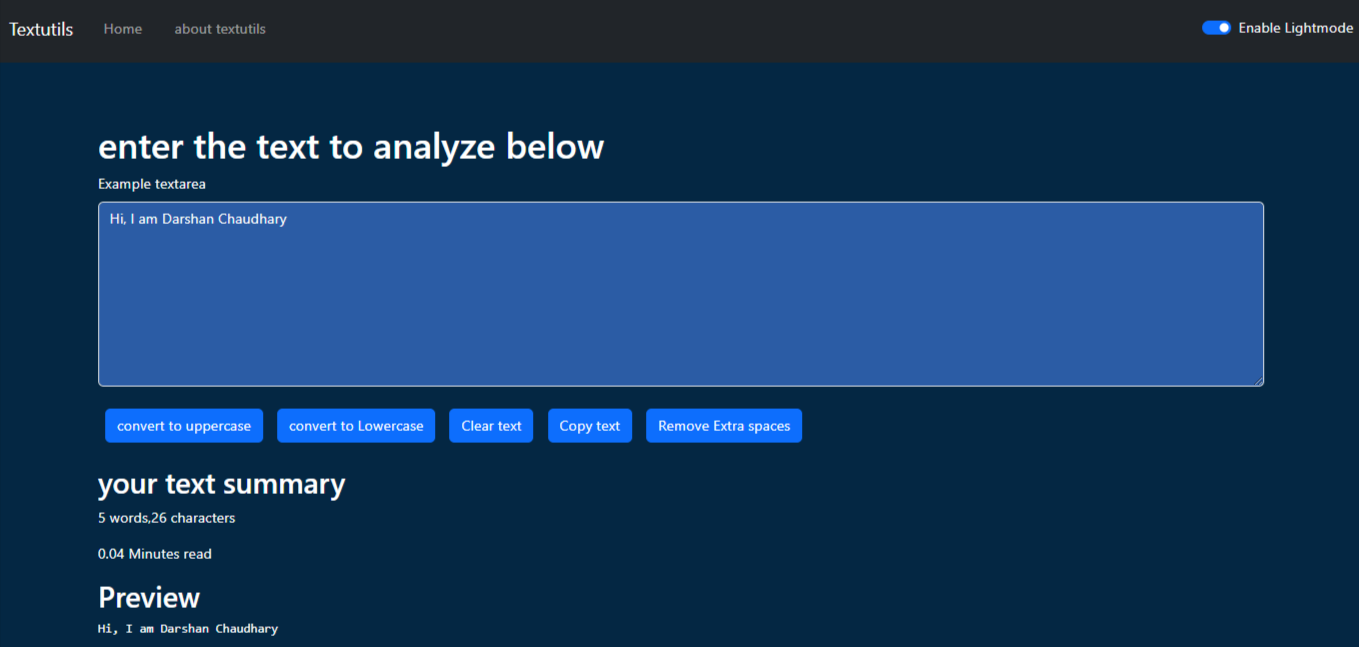 Textutils Home about textutils Enable Lightmode
enter the text to analyze below
Example textarea
Hi, I am Darshan Chaudhary
convert to uppercase convert to Lowercase Clear text Copy text Remove Extra spaces
your text summary
5 words,26 characters
0.04 Minutes read
Preview
Hi, I am Darshan Chaudhary